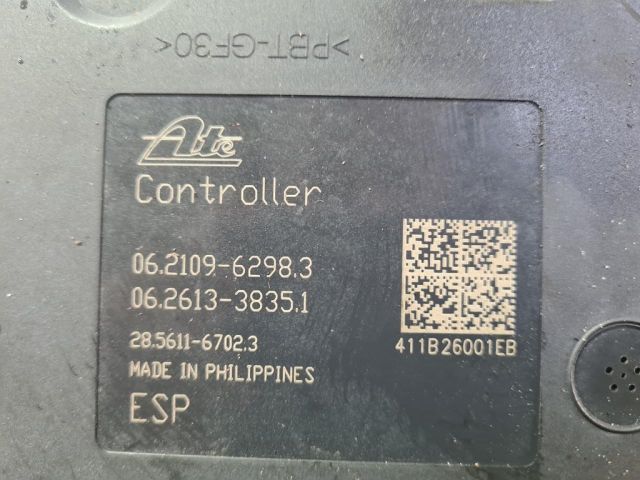 >PBT-GF30<
Ate
Controller
06.2109-6298.3
06.2613-3835.1
28.5611-6702.3
411B26001EB
MADE IN PHILIPPINES
ESP